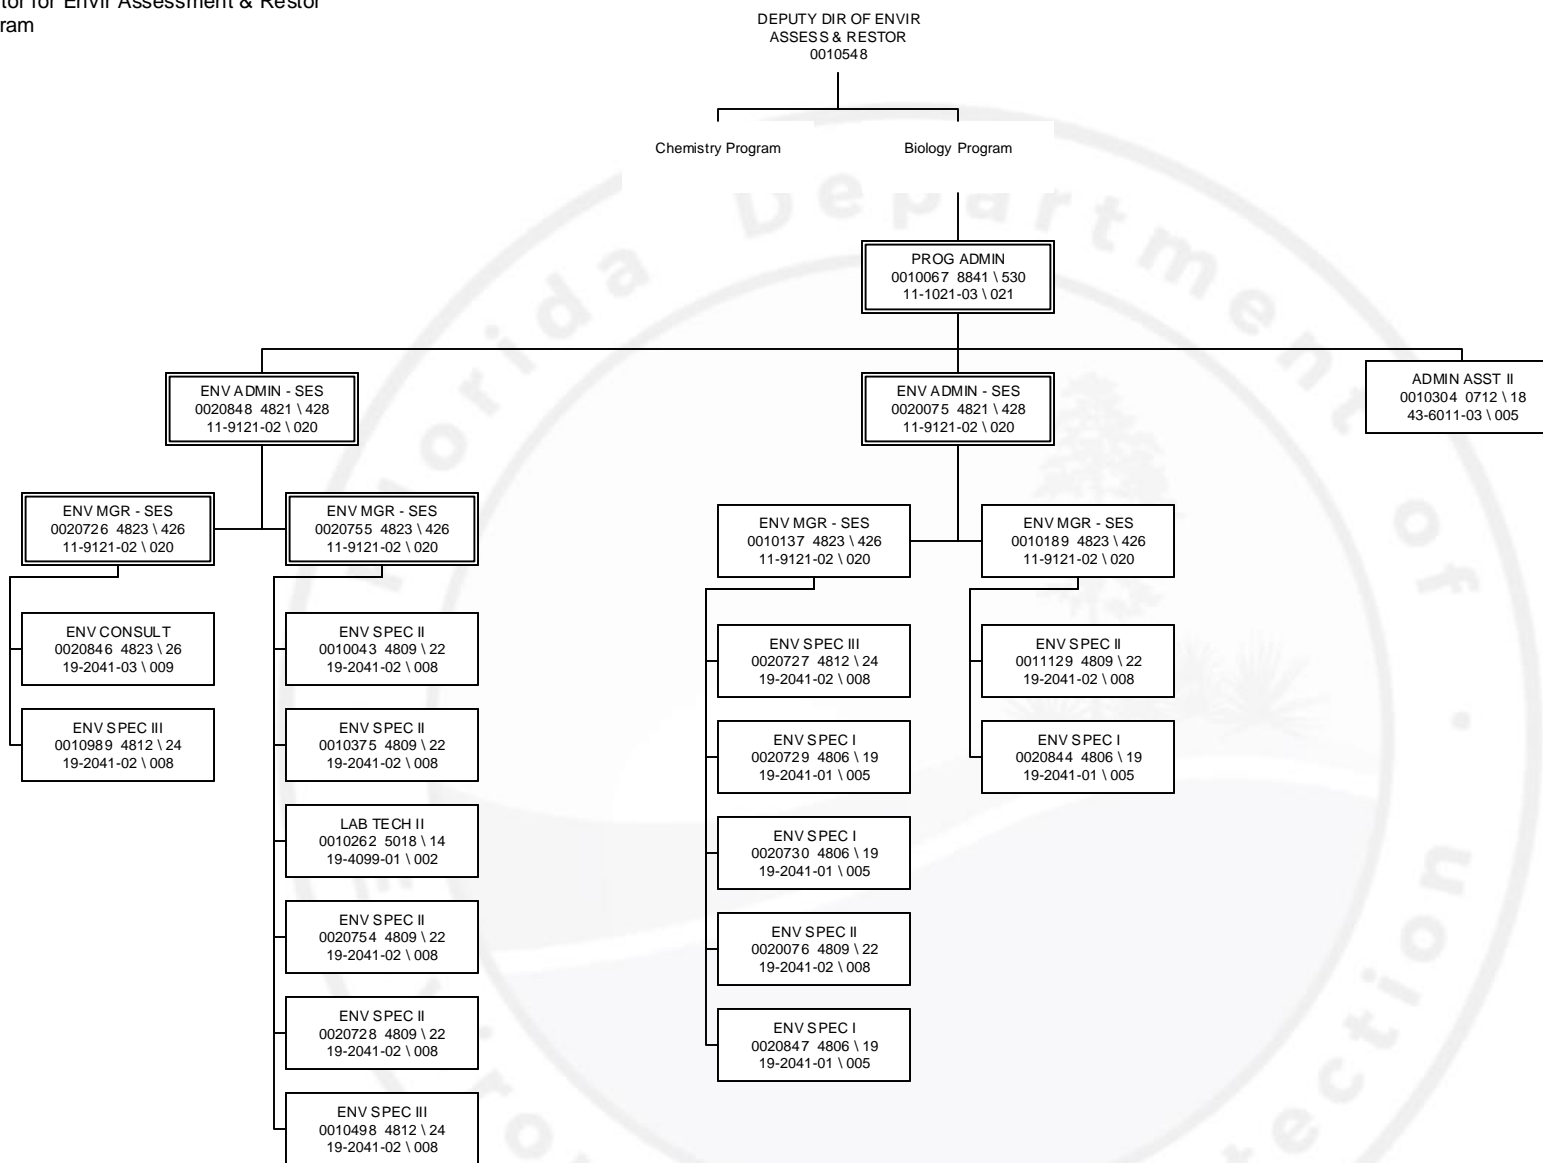 tor for Envir Assessment & Restor
ram
DEPUTY DIR OF ENVIR
ASSESS & RESTOR
0010548
Chemistry Program
Biology Program
PROG ADMIN
0010067 8841 \ 530
11-1021-03 \ 021
ENV ADMIN - SES
0020848 4821 \ 428
11-9121-02 \ 020
ENV ADMIN - SES
0020075 4821 \ 428
11-9121-02 \ 020
ADMIN ASST II
0010304 0712 \ 18
43-6011-03 \ 005
ENV MGR - SES
0020726 4823 \ 426
11-9121-02 \ 020
ENV MGR - SES
0020755 4823 \ 426
11-9121-02 \ 020
ENV MGR - SES
0010137 4823 \ 426
11-9121-02 \ 020
ENV MGR - SES
0010189 4823 \ 426
11-9121-02 \ 020
ENV CONSULT
0020846 4823 \ 26
19-2041-03 \ 009
ENV SPEC III
0010989 4812 \ 24
19-2041-02 \ 008
ENV SPEC II
0010043 4809 \ 22
19-2041-02 \ 008
ENV SPEC II
0010375 4809 \ 22
19-2041-02 \ 008
LAB TECH II
0010262 5018 \ 14
19-4099-01 \ 002
ENV SPEC II
0020754 4809 \ 22
19-2041-02 \ 008
ENV SPEC II
0020728 4809 \ 22
19-2041-02 \ 008
ENV SPEC III
0010498 4812 \ 24
19-2041-02 \ 008
ENV SPEC III
0020727 4812 \ 24
19-2041-02 \ 008
ENV SPEC I
0020729 4806 \ 19
19-2041-01 \ 005
ENV SPEC I
0020730 4806 \ 19
19-2041-01 \ 005
ENV SPEC II
0020076 4809 \ 22
19-2041-02 \ 008
ENV SPEC I
0020847 4806 \ 19
19-2041-01 \ 005
ENV SPEC II
0011129 4809 \ 22
19-2041-02 \ 008
ENV SPEC I
0020844 4806 \ 19
19-2041-01 \ 005
Florida Department of